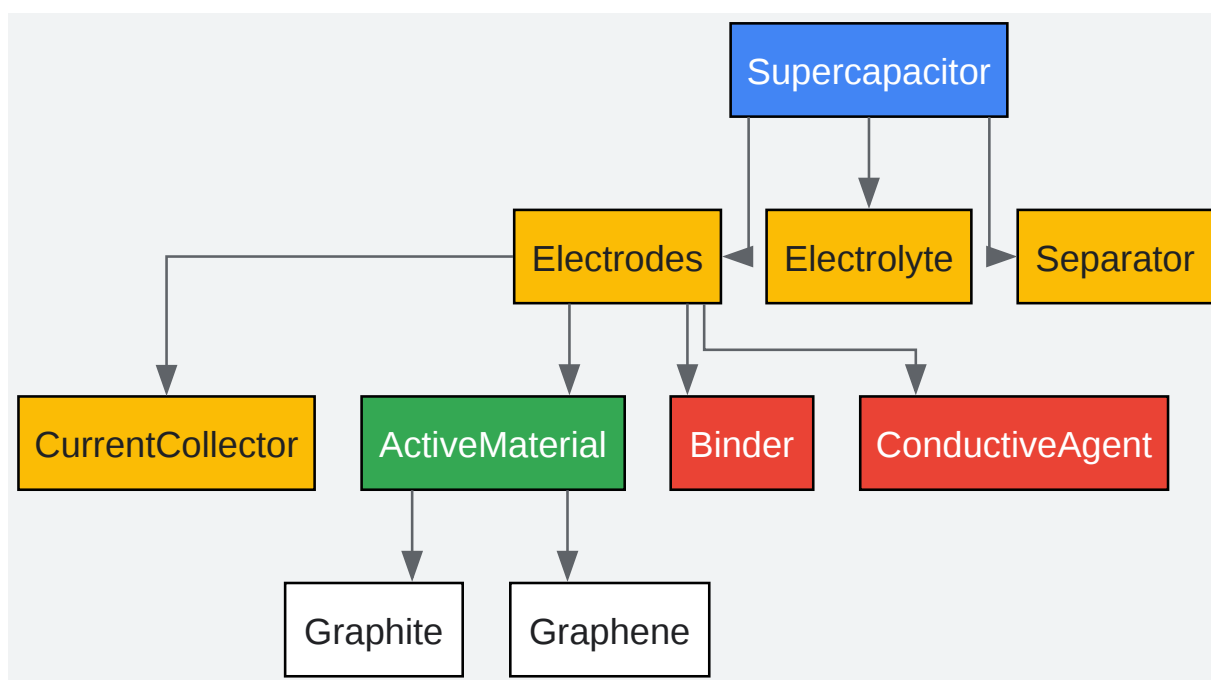 Supercapacitor
Electrodes
Electrolyte
Separator
CurrentCollector
ActiveMaterial
Binder
ConductiveAgent
Graphite
Graphene